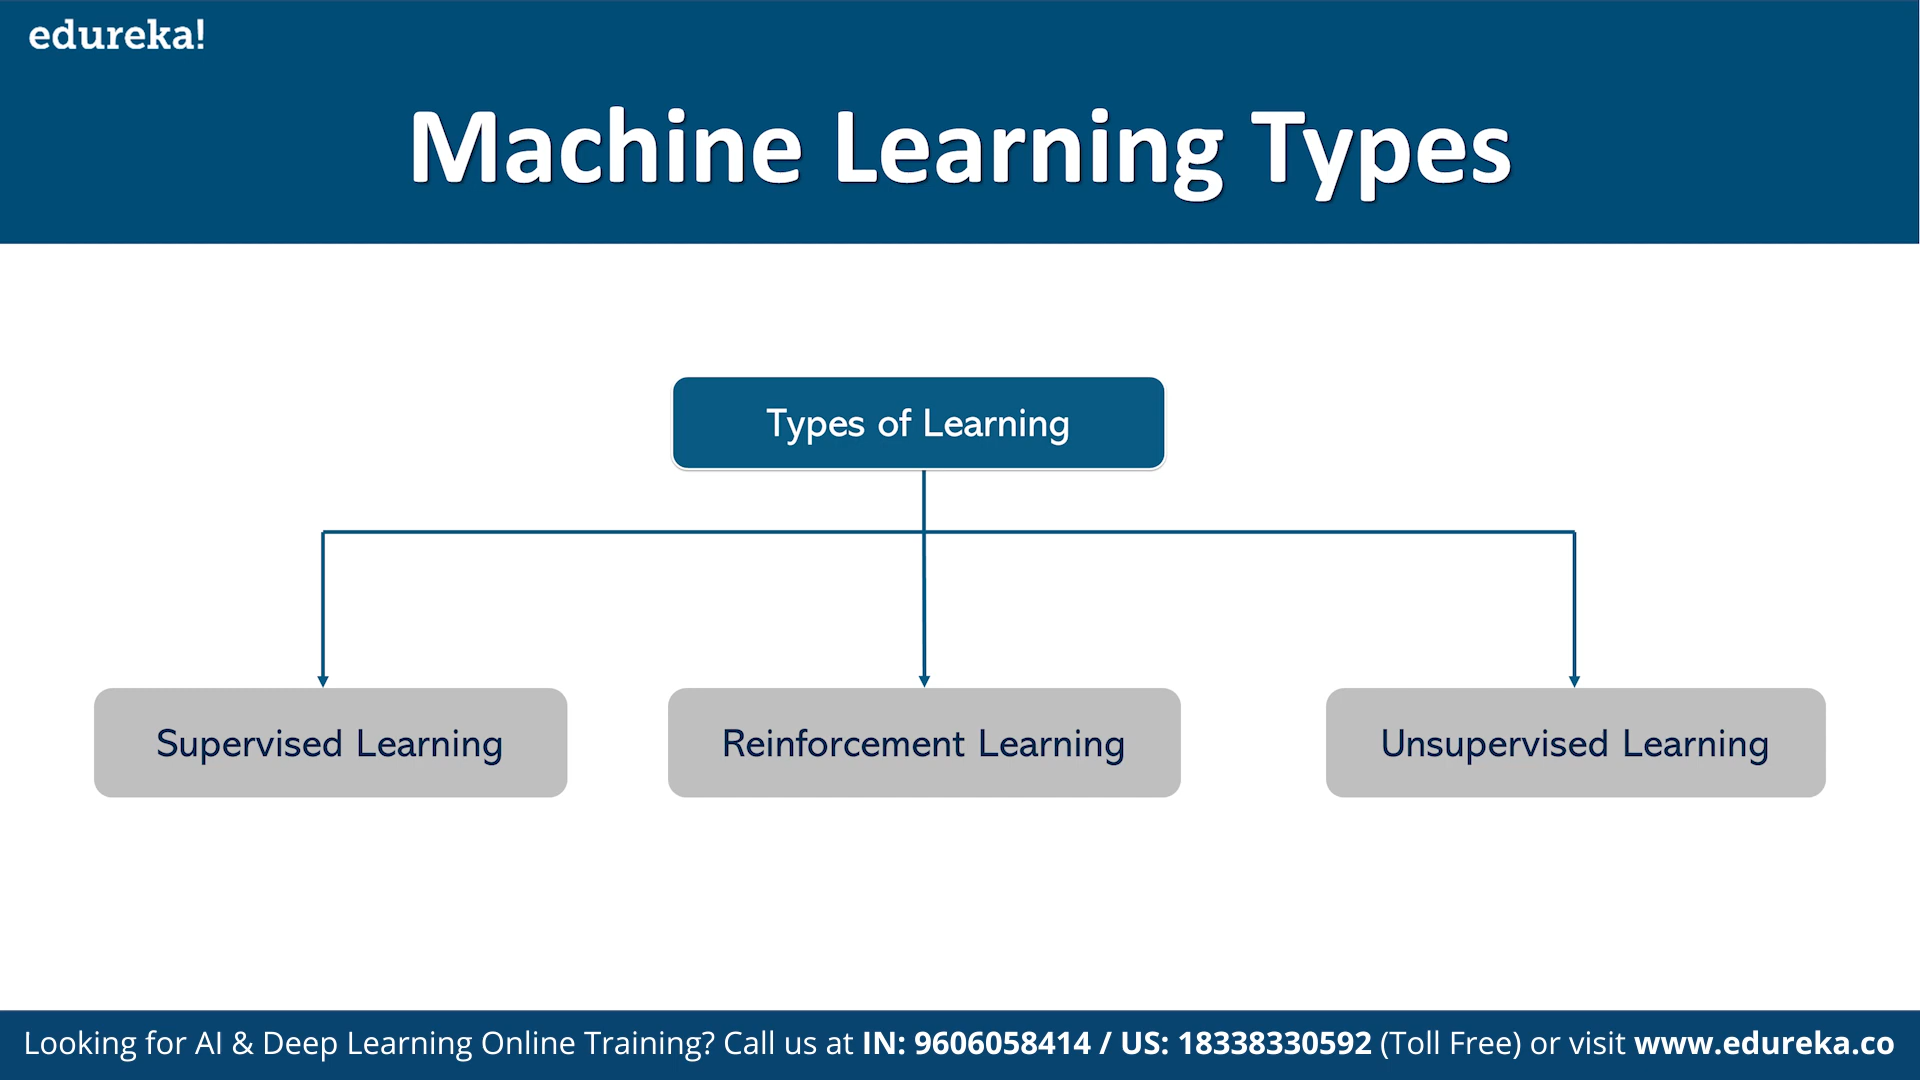 edureka!
Machine Learning Types
Types of Learning
Supervised Learning
Reinforcement Learning
Unsupervised Learning
Looking for AI & Deep Learning Online Training? Call us at IN: 9606058414 / US: 18338330592 (Toll Free) or visit www.edureka.co